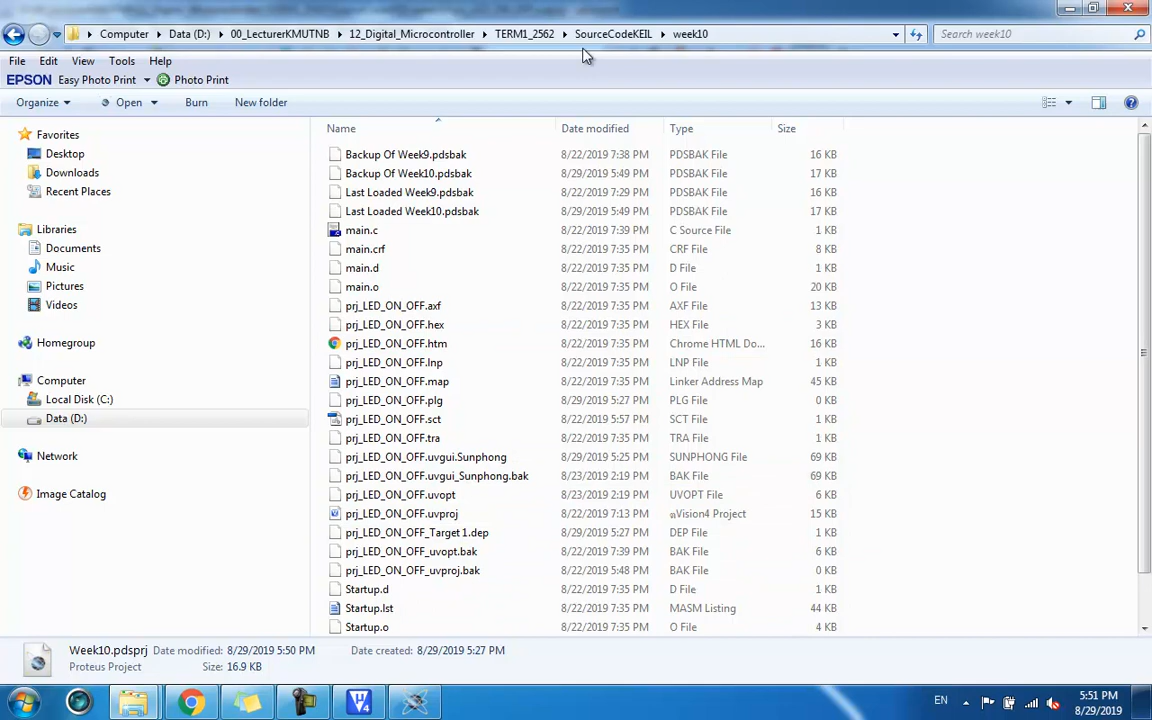 Computer Data (D:) 00_LecturerKMUTNB 12_Digital_Microcontroller TERM1_2562 SourceCodeKEIL week10 Search week10
File Edit View Tools Help
EPSON Easy Photo Print Photo Print
Organize Open Burn New folder
Name Date modified Type Size
Favorites
Desktop
Downloads
Recent Places
Libraries
Documents
Music
Pictures
Videos
Homegroup
Computer
Local Disk (C:)
Data (D:)
Network
Image Catalog
Backup Of Week9.pdsbak 8/22/2019 7:38 PM PDSBAK File 16 KB
Backup Of Week10.pdsbak 8/29/2019 5:49 PM PDSBAK File 17 KB
Last Loaded Week9.pdsbak 8/22/2019 7:29 PM PDSBAK File 16 KB
Last Loaded Week10.pdsbak 8/29/2019 5:49 PM PDSBAK File 17 KB
main.c 8/22/2019 7:39 PM C Source File 1 KB
main.crf 8/22/2019 7:35 PM CRF File 8 KB
main.d 8/22/2019 7:35 PM D File 1 KB
main.o 8/22/2019 7:35 PM O File 20 KB
prj_LED_ON_OFF.axf 8/22/2019 7:35 PM AXF File 13 KB
prj_LED_ON_OFF.hex 8/22/2019 7:35 PM HEX File 3 KB
prj_LED_ON_OFF.htm 8/22/2019 7:35 PM Chrome HTML Do... 16 KB
prj_LED_ON_OFF.lnp 8/22/2019 7:35 PM LNP File 1 KB
prj_LED_ON_OFF.map 8/22/2019 7:35 PM Linker Address Map 45 KB
prj_LED_ON_OFF.plg 8/29/2019 5:27 PM PLG File 0 KB
prj_LED_ON_OFF.sct 8/22/2019 5:57 PM SCT File 1 KB
prj_LED_ON_OFF.tra 8/22/2019 7:35 PM TRA File 1 KB
prj_LED_ON_OFF.uvgui.Sunphong 8/29/2019 5:25 PM SUNPHONG File 69 KB
prj_LED_ON_OFF.uvgui_Sunphong.bak 8/23/2019 2:19 PM BAK File 69 KB
prj_LED_ON_OFF.uvopt 8/23/2019 2:19 PM UVOPT File 6 KB
prj_LED_ON_OFF.uvproj 8/22/2019 7:13 PM ฒVision4 Project 15 KB
prj_LED_ON_OFF_Target 1.dep 8/29/2019 5:27 PM DEP File 1 KB
prj_LED_ON_OFF_uvopt.bak 8/22/2019 7:39 PM BAK File 6 KB
prj_LED_ON_OFF_uvproj.bak 8/22/2019 5:48 PM BAK File 0 KB
Startup.d 8/22/2019 7:35 PM D File 1 KB
Startup.lst 8/22/2019 7:35 PM MASM Listing 44 KB
Startup.o 8/22/2019 7:35 PM O File 4 KB
Week10.pdsprj Date modified: 8/29/2019 5:50 PM Date created: 8/29/2019 5:27 PM
Proteus Project Size: 16.9 KB
EN 5:51 PM
8/29/2019